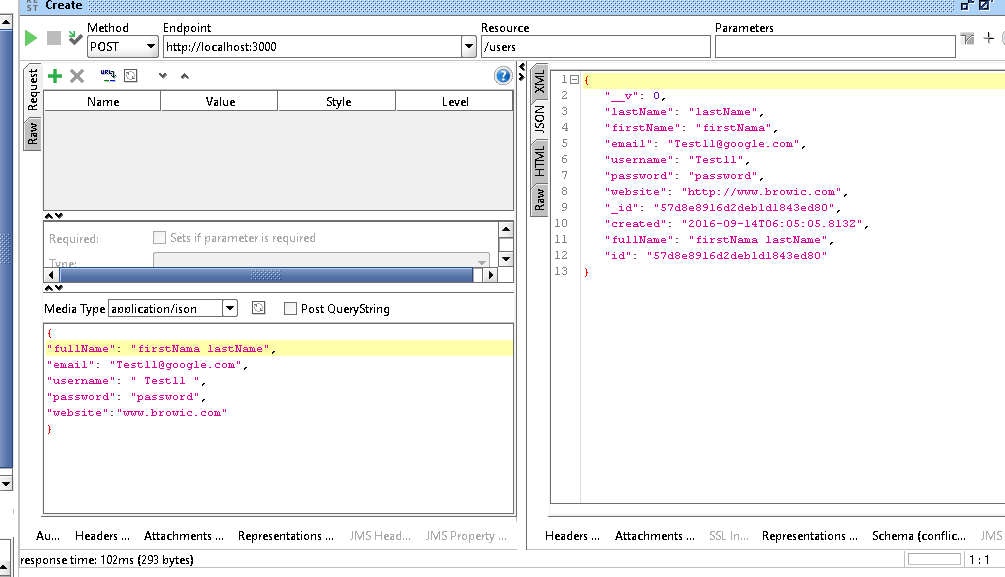 RE
ST Create
Method Endpoint Resource Parameters
POST http://localhost:3000 /users
Request
Raw
Name Value Style Level
Required: Sets if parameter is required
Type:
Media Type application/json Post QueryString
{
"fullName": "firstNama lastName",
"email": "Test11@google.com",
"username": " Test11 ",
"password": "password",
"website":"www.browic.com"
}
Au... Headers ... Attachments ... Representations ... JMS Head... JMS Property ...
XML
JSON
HTML
Raw
1 {
2 "__v": 0,
3 "lastName": "lastName",
4 "firstName": "firstNama",
5 "email": "Test11@google.com",
6 "username": "Test11",
7 "password": "password",
8 "website": "http://www.browic.com",
9 "_id": "57d8e8916d2deb1d1843ed80",
10 "created": "2016-09-14T06:05:05.813Z",
11 "fullName": "firstNama lastName",
12 "id": "57d8e8916d2deb1d1843ed80"
13 }
Headers ... Attachments ... SSL In... Representations ... Schema (conflic... JMS
response time: 102ms (293 bytes) 1 : 1